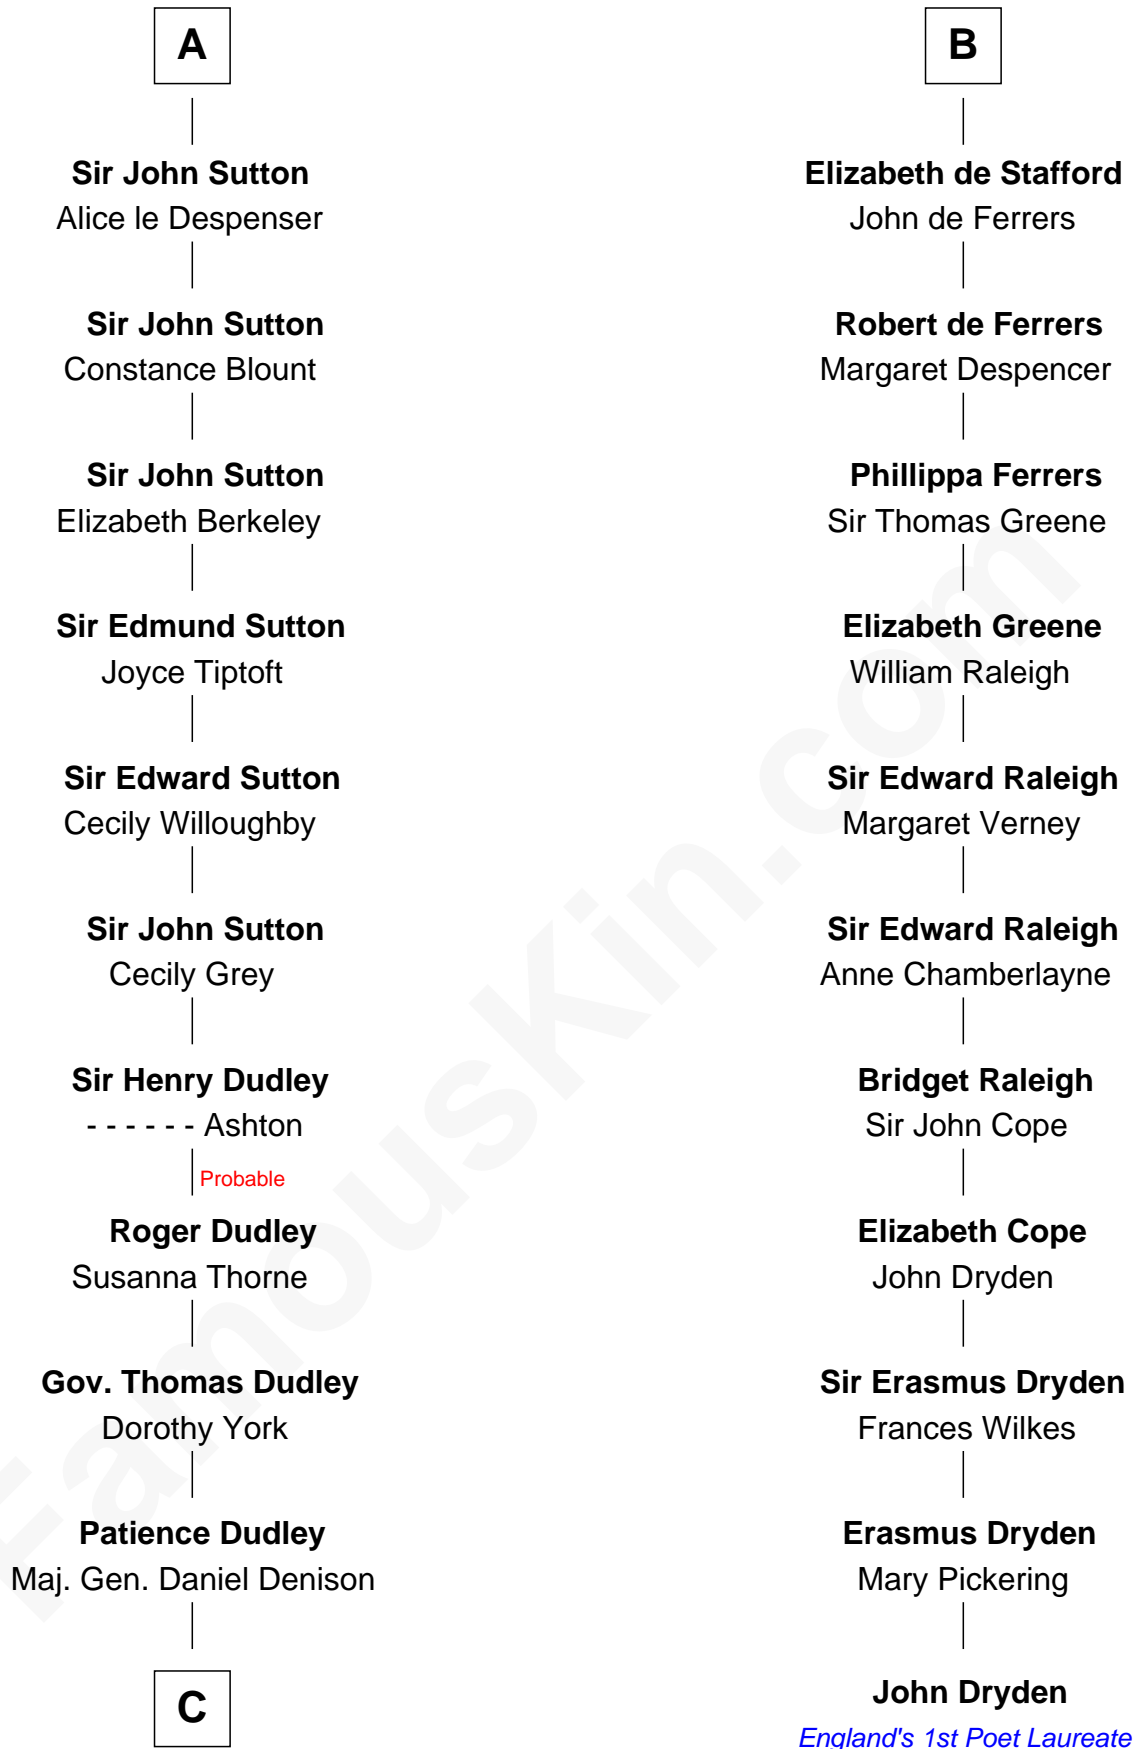 A
Sir John Sutton
Alice le Despenser
Sir John Sutton
Constance Blount
Sir John Sutton
Elizabeth Berkeley
Sir Edmund Sutton
Joyce Tiptoft
Sir Edward Sutton
Cecily Willoughby
Sir John Sutton
Cecily Grey
Sir Henry Dudley
- - - - - - Ashton
Probable
Roger Dudley
Susanna Thorne
Gov. Thomas Dudley
Dorothy York
Patience Dudley
Maj. Gen. Daniel Denison
C
B
Elizabeth de Stafford
John de Ferrers
Robert de Ferrers
Margaret Despencer
Phillippa Ferrers
Sir Thomas Greene
Elizabeth Greene
William Raleigh
Sir Edward Raleigh
Margaret Verney
Sir Edward Raleigh
Anne Chamberlayne
Bridget Raleigh
Sir John Cope
Elizabeth Cope
John Dryden
Sir Erasmus Dryden
Frances Wilkes
Erasmus Dryden
Mary Pickering
John Dryden
England's 1st Poet Laureate
FamousKin.com